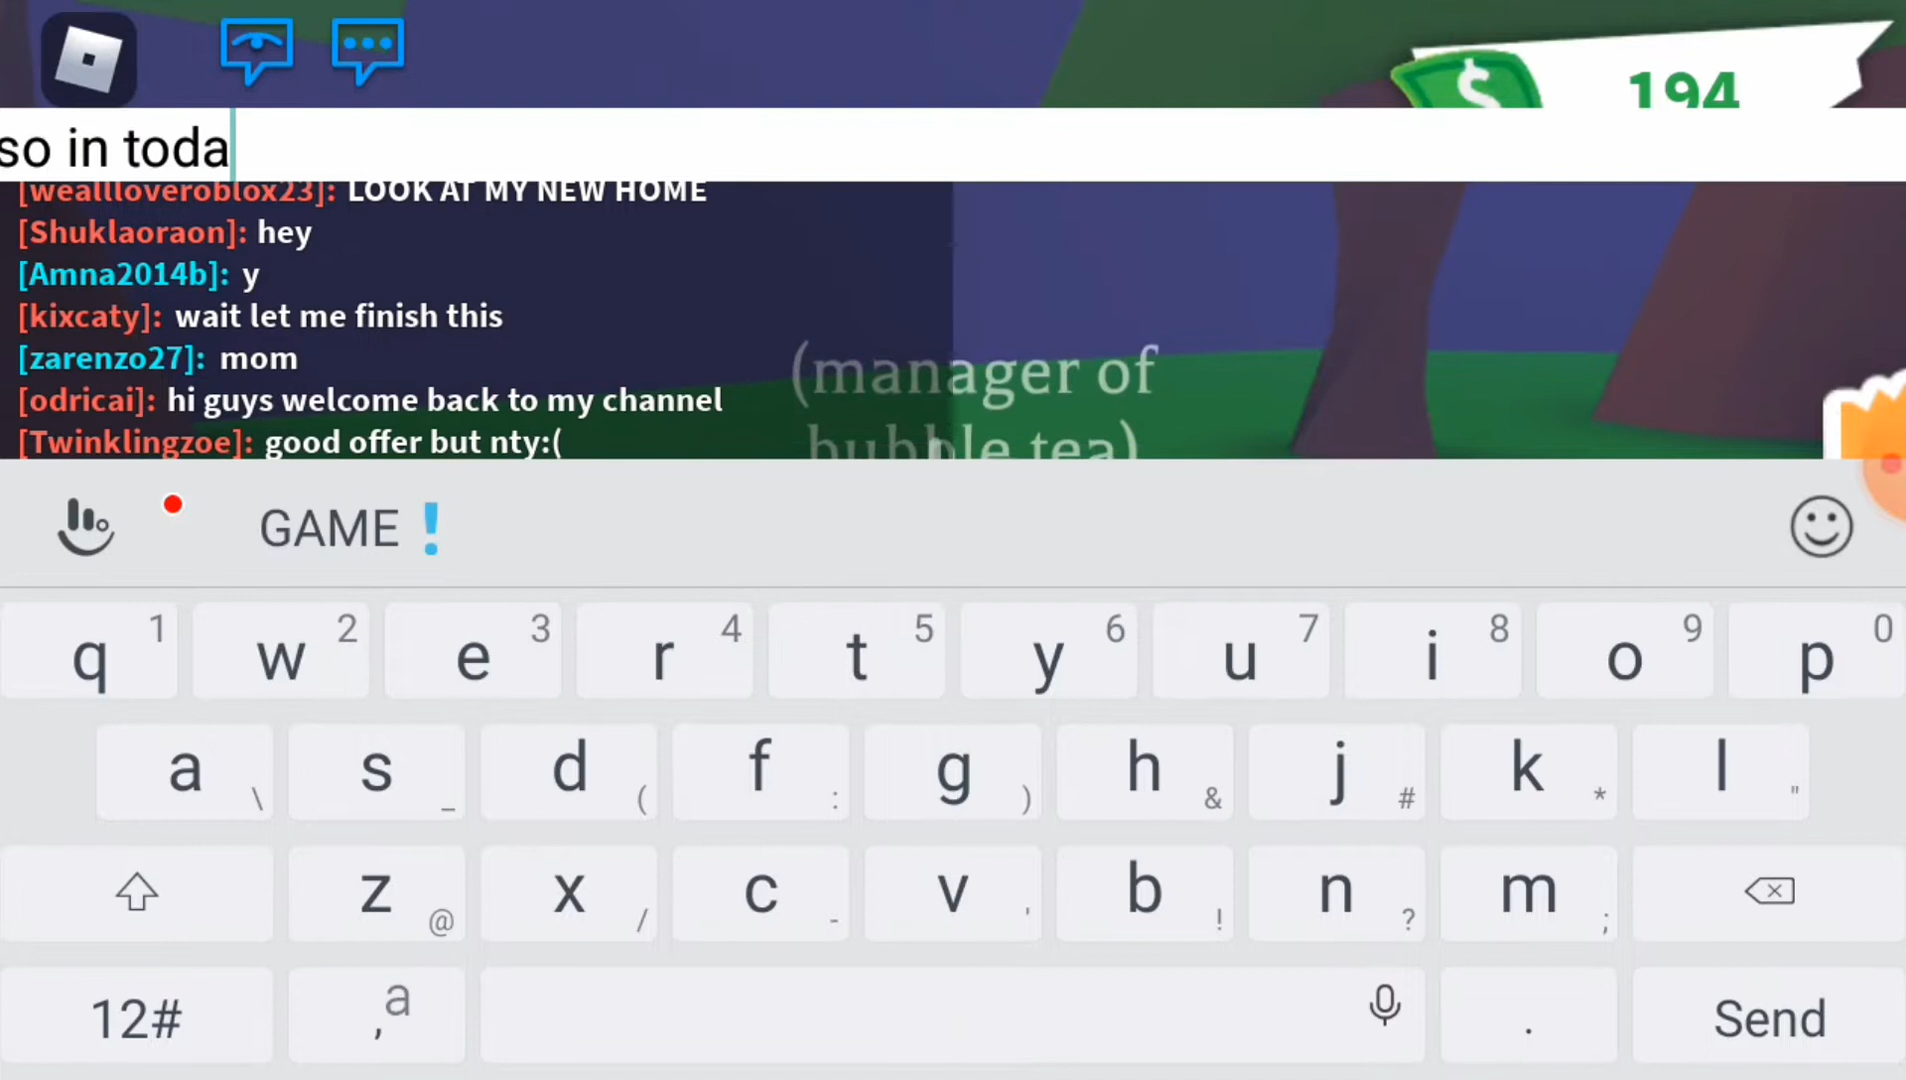 194
so in toda
[weallloveroblox23]: LOOK AT MY NEW HOME
[Shuklaoraon]: hey
[Amna2014b]: y
[kixcaty]: wait let me finish this
[zarenzo27]: mom
[odricai]: hi guys welcome back to my channel
[Twinklingzoe]: good offer but nty:(
(manager of
bubble tea)
GAME❗
q 1 w 2 e 3 r 4 t 5 y 6 u 7 i 8 o 9 p 0
a \ s _ d ( f : g ) h & j # k * l "
z @ x / c - v ' b ! n ? m ;
12# , a . Send